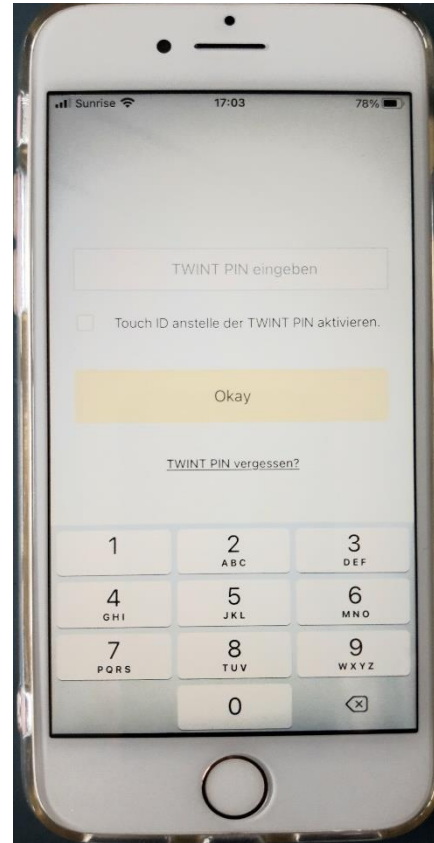 Sunrise 17:03 78%
TWINT PIN eingeben
Touch ID anstelle der TWINT PIN aktivieren.
Okay
TWINT PIN vergessen?
1 2 3
ABC DEF
4 5 6
GHI JKL MNO
7 8 9
PQRS TUV WXYZ
0